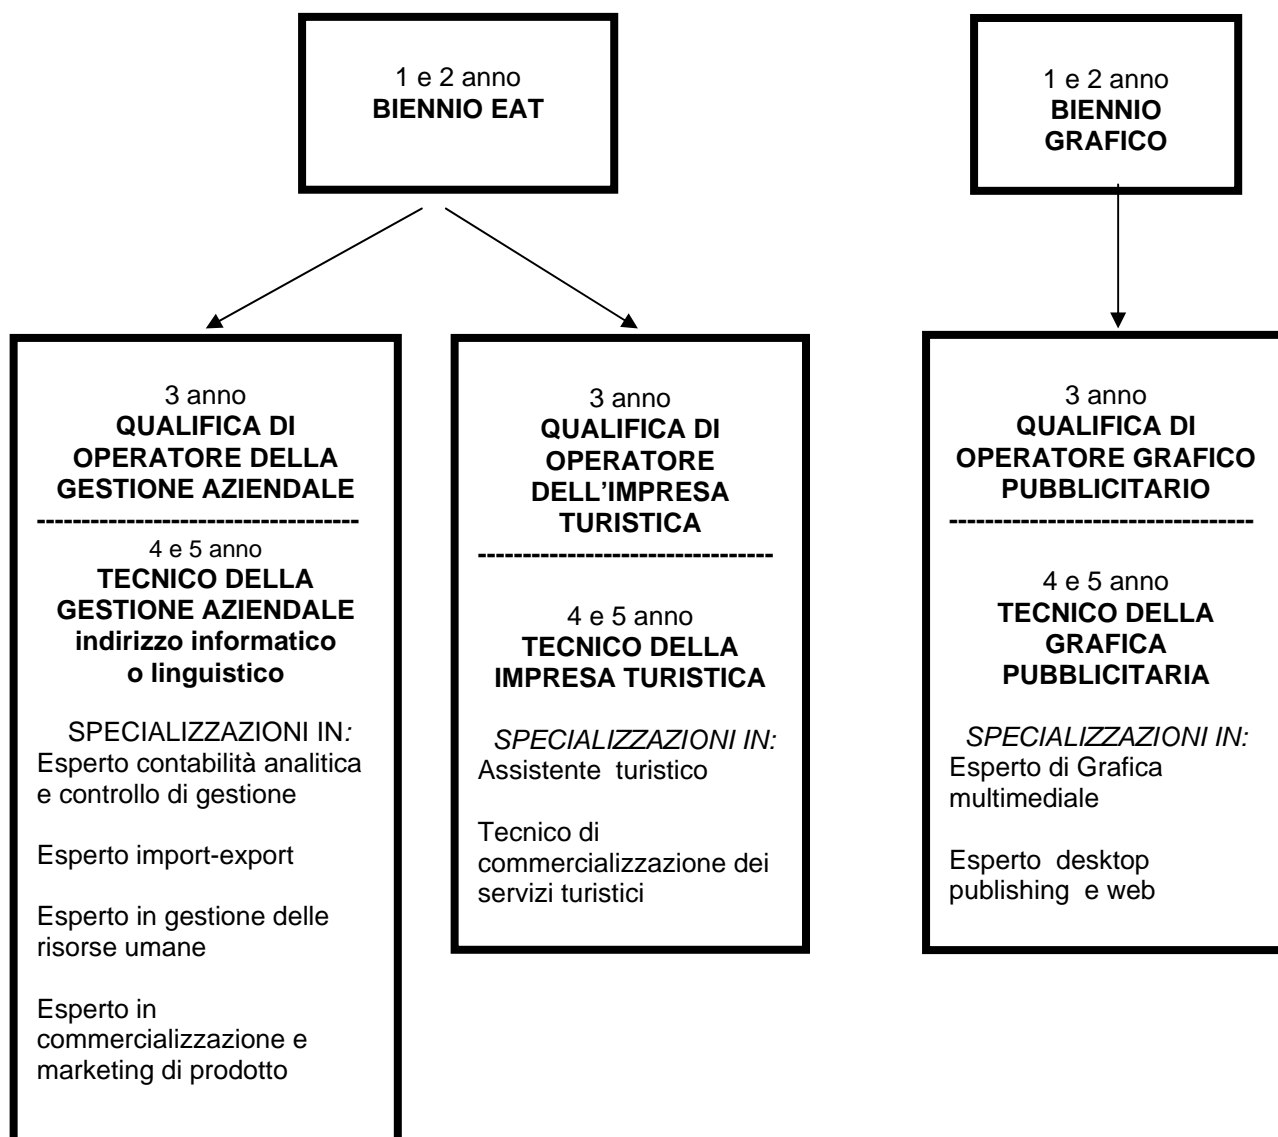 1 e 2 anno
BIENNIO EAT
1 e 2 anno
BIENNIO
GRAFICO
3 anno
QUALIFICA DI
OPERATORE DELLA
GESTIONE AZIENDALE
------------------------------------
4 e 5 anno
TECNICO DELLA
GESTIONE AZIENDALE
indirizzo informatico
o linguistico
SPECIALIZZAZIONI IN:
Esperto contabilità analitica
e controllo di gestione
Esperto import-export
Esperto in gestione delle
risorse umane
Esperto in
commercializzazione e
marketing di prodotto
3 anno
QUALIFICA DI
OPERATORE
DELL’IMPRESA
TURISTICA
---------------------------------
4 e 5 anno
TECNICO DELLA
IMPRESA TURISTICA
SPECIALIZZAZIONI IN:
Assistente  turistico
Tecnico di
commercializzazione dei
servizi turistici
3 anno
QUALIFICA DI
OPERATORE GRAFICO
PUBBLICITARIO
----------------------------------
4 e 5 anno
TECNICO DELLA
GRAFICA
PUBBLICITARIA
SPECIALIZZAZIONI IN:
Esperto di Grafica
multimediale
Esperto  desktop
publishing  e web